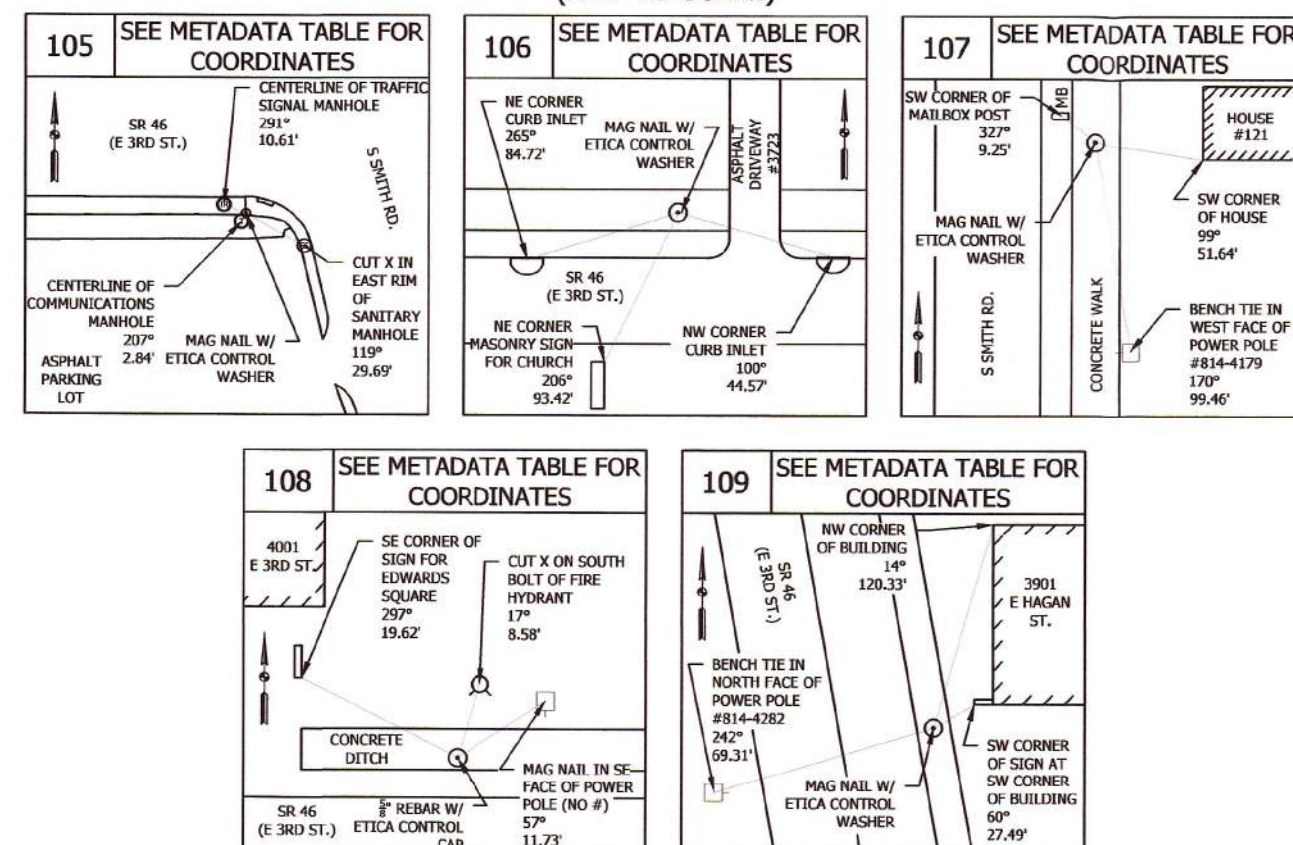 105
SEE METADATA TABLE FOR
COORDINATES
CENTERLINE OF TRAFFIC
SIGNAL MANHOLE
291°
10.61'
SR 46
(E 3RD ST.)
S SMITH RD.
CENTERLINE OF
COMMUNICATIONS
MANHOLE
207°
2.84'
MAG NAIL W/
ETICA CONTROL
WASHER
CUT X IN
EAST RIM
OF
SANITARY
MANHOLE
119°
29.69'
ASPHALT
PARKING
LOT
106
SEE METADATA TABLE FOR
COORDINATES
NE CORNER
CURB INLET
265°
84.72'
MAG NAIL W/
ETICA CONTROL
WASHER
ASPHALT
DRIVEWAY
#3723
SR 46
(E 3RD ST.)
NE CORNER
MASONRY SIGN
FOR CHURCH
206°
93.42'
NW CORNER
CURB INLET
100°
44.57'
107
SEE METADATA TABLE FOR
COORDINATES
SW CORNER OF
MAILBOX POST
327°
9.25'
MB
HOUSE
#121
SW CORNER
OF HOUSE
99°
51.64'
MAG NAIL W/
ETICA CONTROL
WASHER
S SMITH RD.
CONCRETE WALK
BENCH TIE IN
WEST FACE OF
POWER POLE
#814-4179
170°
99.46'
108
SEE METADATA TABLE FOR
COORDINATES
4001
E 3RD ST.
SE CORNER OF
SIGN FOR
EDWARDS
SQUARE
297°
19.62'
CUT X ON SOUTH
BOLT OF FIRE
HYDRANT
17°
8.58'
CONCRETE
DITCH
MAG NAIL IN SE
FACE OF POWER
POLE (NO #)
57°
11.73'
SR 46
(E 3RD ST.)
REBAR W/
ETICA CONTROL
109
SEE METADATA TABLE FOR
COORDINATES
SR 46
(E 3RD ST.)
NW CORNER
OF BUILDING
14°
120.33'
3901
E HAGAN
ST.
BENCH TIE IN
NORTH FACE OF
POWER POLE
#814-4282
242°
69.31'
MAG NAIL W/
ETICA CONTROL
WASHER
SW CORNER
OF SIGN AT
SW CORNER
OF BUILDING
60°
27.49'